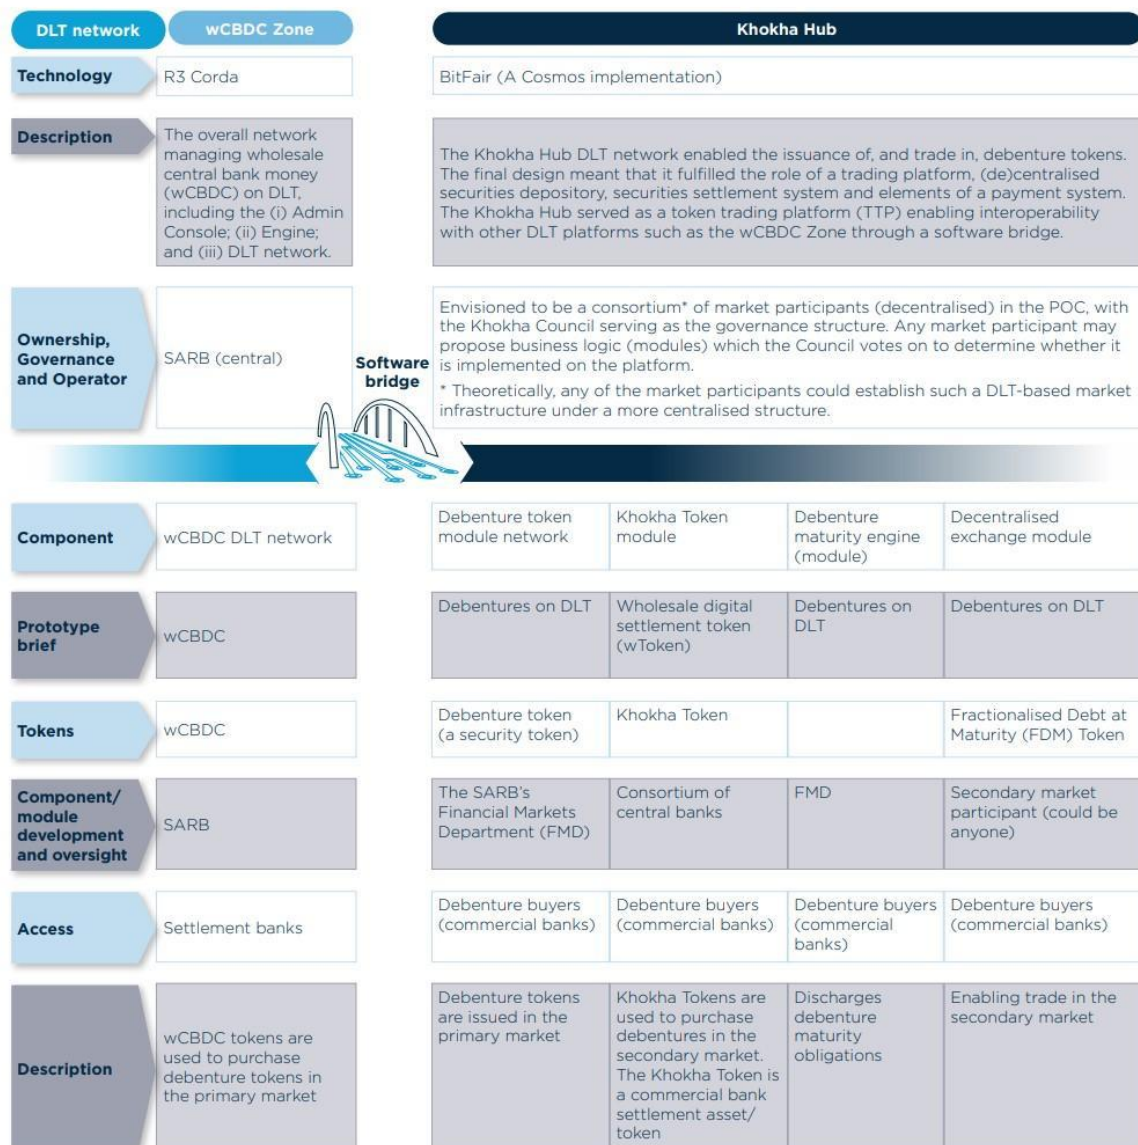 DLT network
wCBDC Zone
Khokha Hub
Technology
R3 Corda
BitFair (A Cosmos implementation)
Description
The overall network
managing wholesale
central bank money
(wCBDC) on DLT,
including the (i) Admin
Console; (ii) Engine;
and (iii) DLT network.
The Khokha Hub DLT network enabled the issuance of, and trade in, debenture tokens.
The final design meant that it fulfilled the role of a trading platform, (de)centralised
securities depository, securities settlement system and elements of a payment system.
The Khokha Hub served as a token trading platform (TTP) enabling interoperability
with other DLT platforms such as the wCBDC Zone through a software bridge.
Ownership,
Governance
and Operator
SARB (central)
Software
bridge
Envisioned to be a consortium* of market participants (decentralised) in the POC, with
the Khokha Council serving as the governance structure. Any market participant may
propose business logic (modules) which the Council votes on to determine whether it
is implemented on the platform.
* Theoretically, any of the market participants could establish such a DLT-based market
infrastructure under a more centralised structure.
Component
wCBDC DLT network
Debenture token
module network
Khokha Token
module
Debenture
maturity engine
(module)
Decentralised
exchange module
Prototype
brief
wCBDC
Debentures on DLT
Wholesale digital
settlement token
(wToken)
Debentures on
DLT
Debentures on DLT
Tokens
wCBDC
Debenture token
(a security token)
Khokha Token
Fractionalised Debt at
Maturity (FDM) Token
Component/
module
development
and oversight
SARB
The SARB's
Financial Markets
Department (FMD)
Consortium of
central banks
FMD
Secondary market
participant (could be
anyone)
Access
Settlement banks
Debenture buyers
(commercial banks)
Debenture buyers
(commercial banks)
Debenture buyers
(commercial
banks)
Debenture buyers
(commercial banks)
Description
wCBDC tokens are
used to purchase
debenture tokens in
the primary market
Debenture tokens
are issued in the
primary market
Khokha Tokens are
used to purchase
debentures in the
secondary market.
The Khokha Token is
a commercial bank
settlement asset/
token
Discharges
debenture
maturity
obligations
Enabling trade in the
secondary market